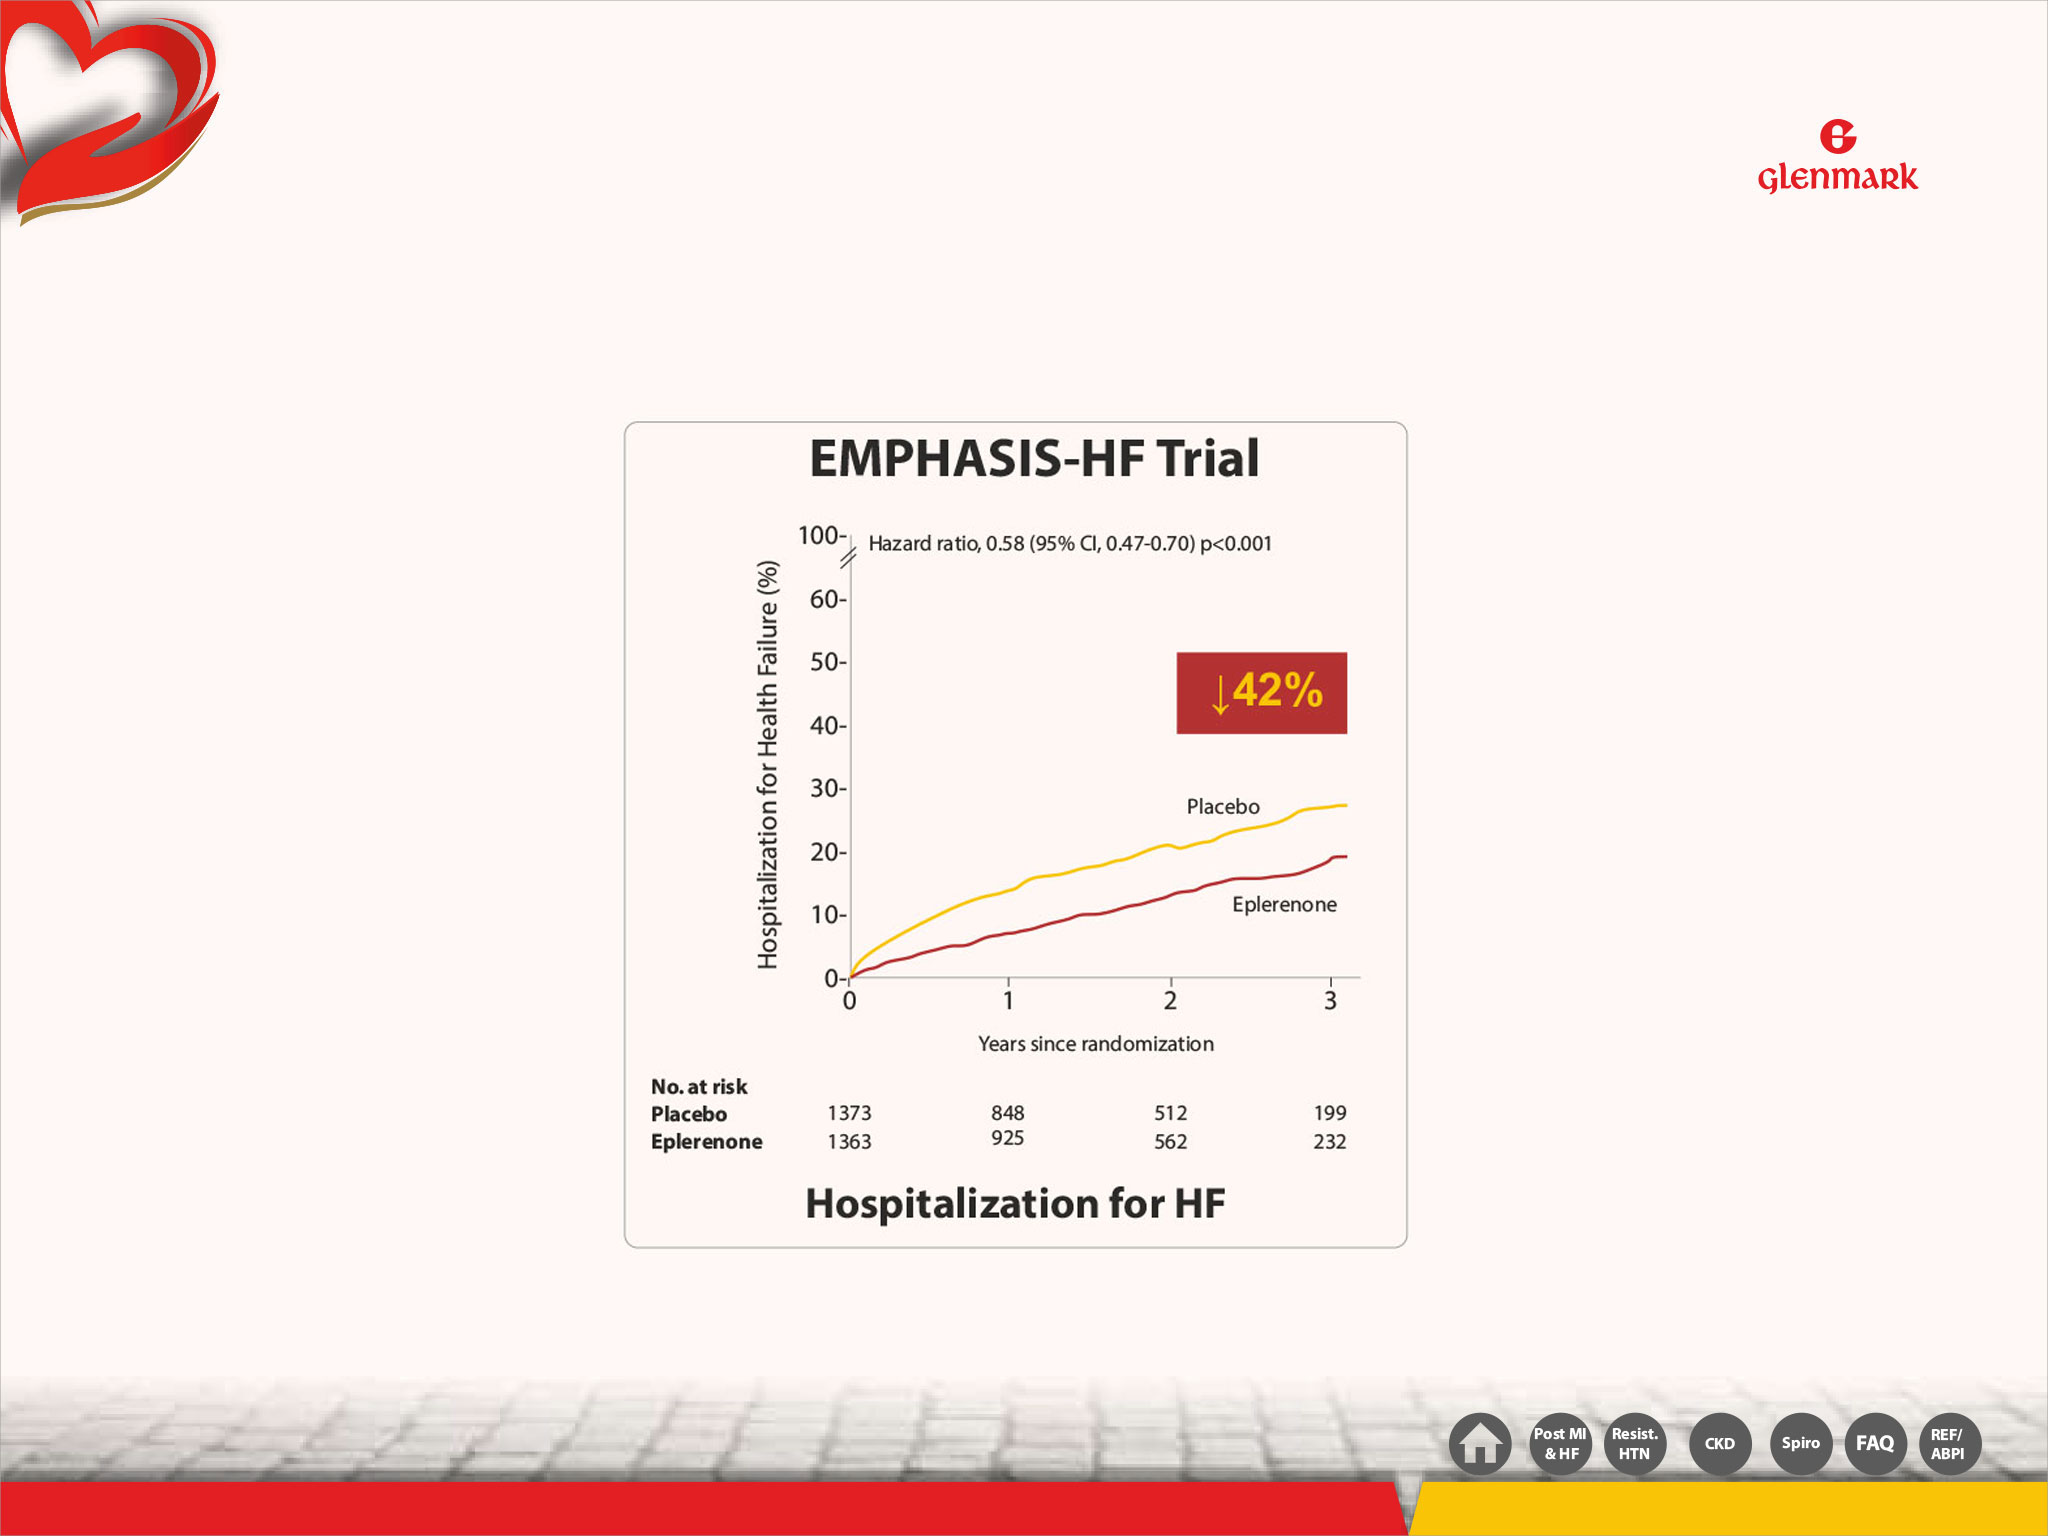 glenmark
EMPHASIS-HF Trial
Hazard ratio, 0.58 (95% CI, 0.47-0.70) p<0.001
Hospitalization for Health Failure (%)
100-
60-
50-
40-
30-
20-
10-
0-
↓42%
Placebo
Eplerenone
0 1 2 3
Years since randomization
No. at risk
Placebo 1373 848 512 199
Eplerenone 1363 925 562 232
Hospitalization for HF
Post MI
& HF
Resist.
HTN
CKD
Spiro
FAQ
REF/
ABPI